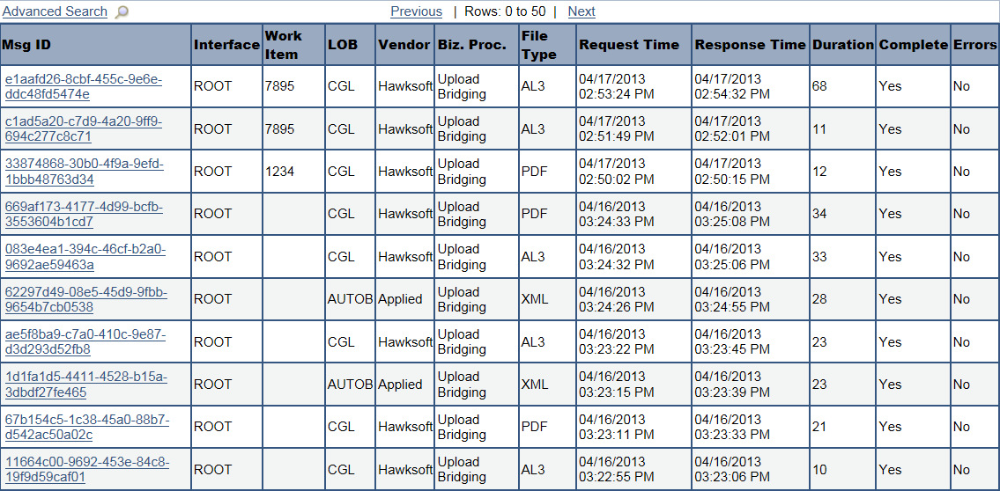 Advanced Search Previous | Rows: 0 to 50 | Next
Msg ID Interface Work Item LOB Vendor Biz. Proc. File Type Request Time Response Time Duration Complete Errors
e1aafd26-8cbf-455c-9e6e-ddc48fd5474e ROOT 7895 CGL Hawksoft Upload Bridging AL3 04/17/2013 02:53:24 PM 04/17/2013 02:54:32 PM 68 Yes No
c1ad5a20-c7d9-4a20-9ff9-694c277c8c71 ROOT 7895 CGL Hawksoft Upload Bridging AL3 04/17/2013 02:51:49 PM 04/17/2013 02:52:01 PM 11 Yes No
33874868-30b0-4f9a-9efd-1bbb48763d34 ROOT 1234 CGL Hawksoft Upload Bridging PDF 04/17/2013 02:50:02 PM 04/17/2013 02:50:15 PM 12 Yes No
669af173-4177-4d99-bcfb-3553604b1cd7 ROOT CGL Hawksoft Upload Bridging PDF 04/16/2013 03:24:33 PM 04/16/2013 03:25:08 PM 34 Yes No
083e4ea1-394c-46cf-b2a0-9692ae59463a ROOT CGL Hawksoft Upload Bridging AL3 04/16/2013 03:24:32 PM 04/16/2013 03:25:06 PM 33 Yes No
62297d49-08e5-45d9-9fbb-9654b7cb0538 ROOT AUTOB Applied Upload Bridging XML 04/16/2013 03:24:26 PM 04/16/2013 03:24:55 PM 28 Yes No
ae5f8ba9-c7a0-410c-9e87-d3d293d52fb8 ROOT CGL Hawksoft Upload Bridging AL3 04/16/2013 03:23:22 PM 04/16/2013 03:23:45 PM 23 Yes No
1d1fa1d5-4411-4528-b15a-3dbdf27fe465 ROOT AUTOB Applied Upload Bridging XML 04/16/2013 03:23:15 PM 04/16/2013 03:23:39 PM 23 Yes No
67b154c5-1c38-45a0-88b7-d542ac50a02c ROOT CGL Hawksoft Upload Bridging PDF 04/16/2013 03:23:11 PM 04/16/2013 03:23:33 PM 21 Yes No
11664c00-9692-453e-84c8-19f9d59caf01 ROOT CGL Hawksoft Upload Bridging AL3 04/16/2013 03:22:55 PM 04/16/2013 03:23:06 PM 10 Yes No